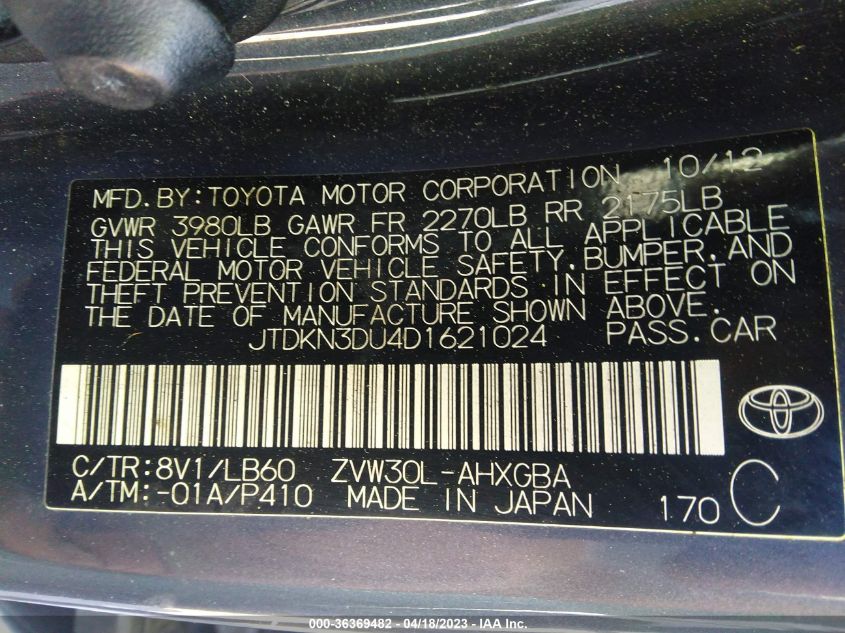 MFD.BY:TOYOTA MOTOR CORPORATION 10/12
GVWR 3980LB GAWR FR 2270LB RR 2175LB
THIS VEHICLE CONFORMS TO ALL APPLICABLE
FEDERAL MOTOR VEHICLE SAFETY,BUMPER,AND
THEFT PREVENTION STANDARDS IN EFFECT ON
THE DATE OF MANUFACTURE SHOWN ABOVE.
JTDKN3DU4D1621024 PASS.CAR
C/TR:8V1/LB60 ZVW30L-AHXGBA
A/TM:-01A/P410 MADE IN JAPAN 170 C
000-36369482 - 04/18/2023 - IAA Inc.